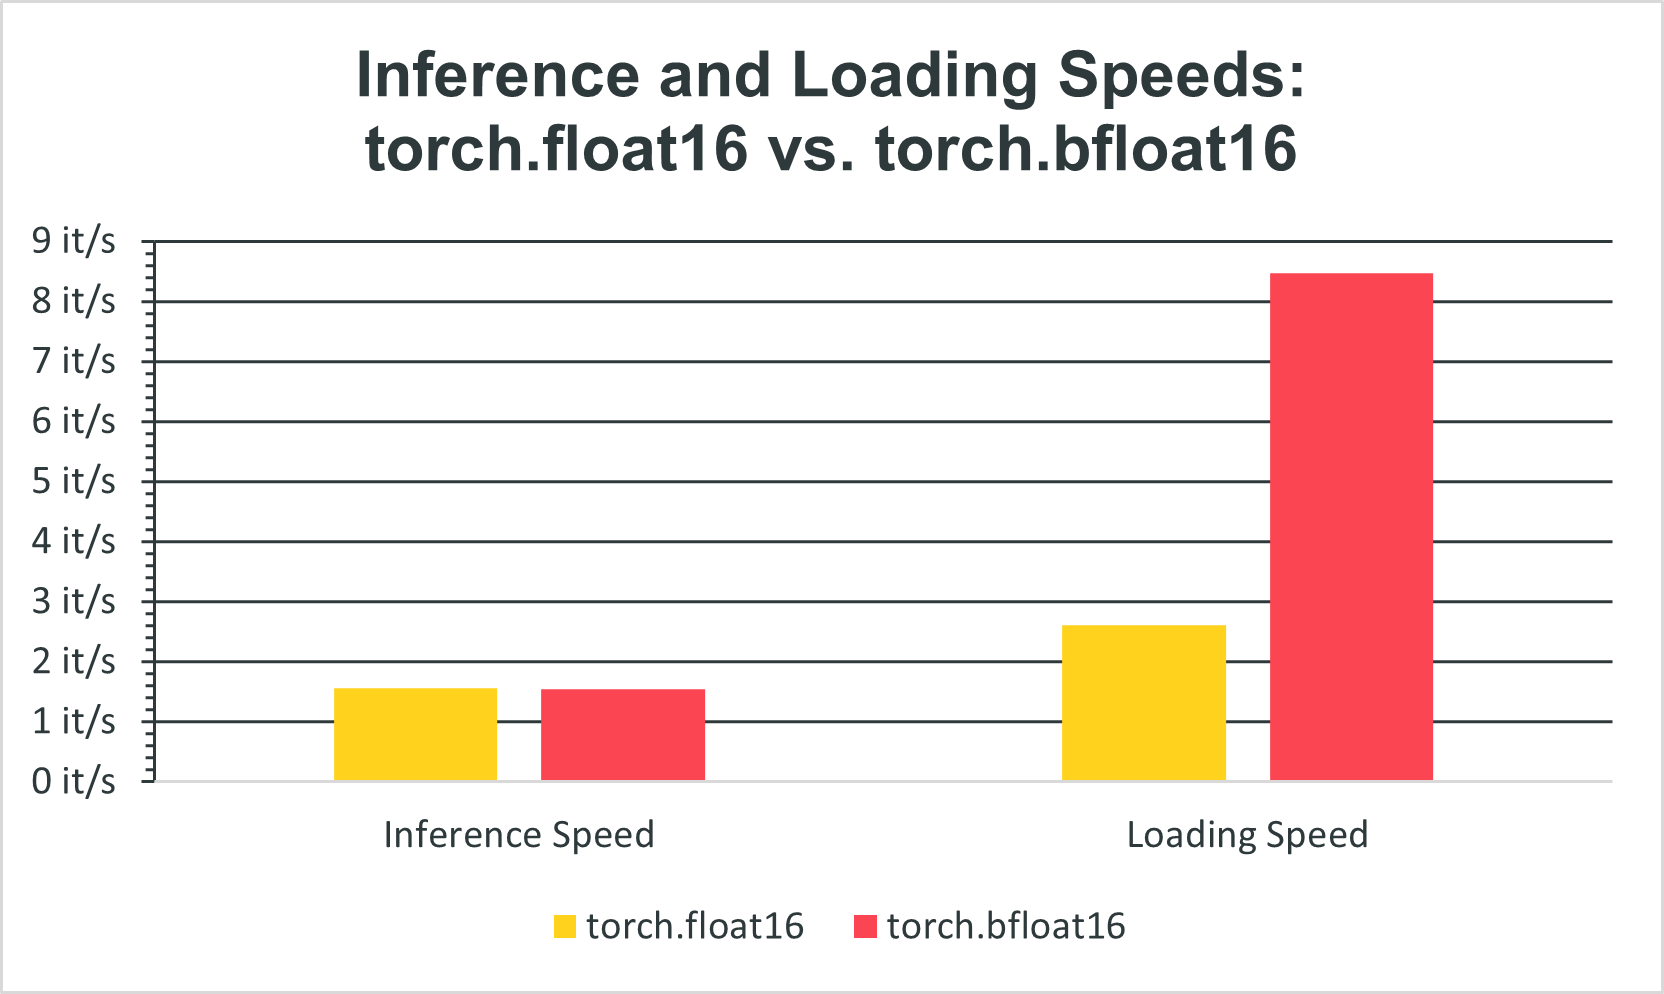 Inference and Loading Speeds:
torch.float16 vs. torch.bfloat16
9 it/s
8 it/s
7 it/s
6 it/s
5 it/s
4 it/s
3 it/s
2 it/s
1 it/s
0 it/s
Inference Speed
Loading Speed
torch.float16
torch.bfloat16